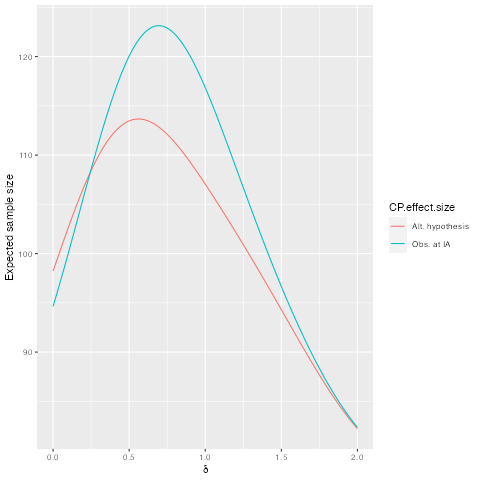 120
110
100
90
Expected sample size
0.0 0.5 1.0 1.5 2.0
δ
CP.effect.size
Alt. hypothesis
Obs. at IA